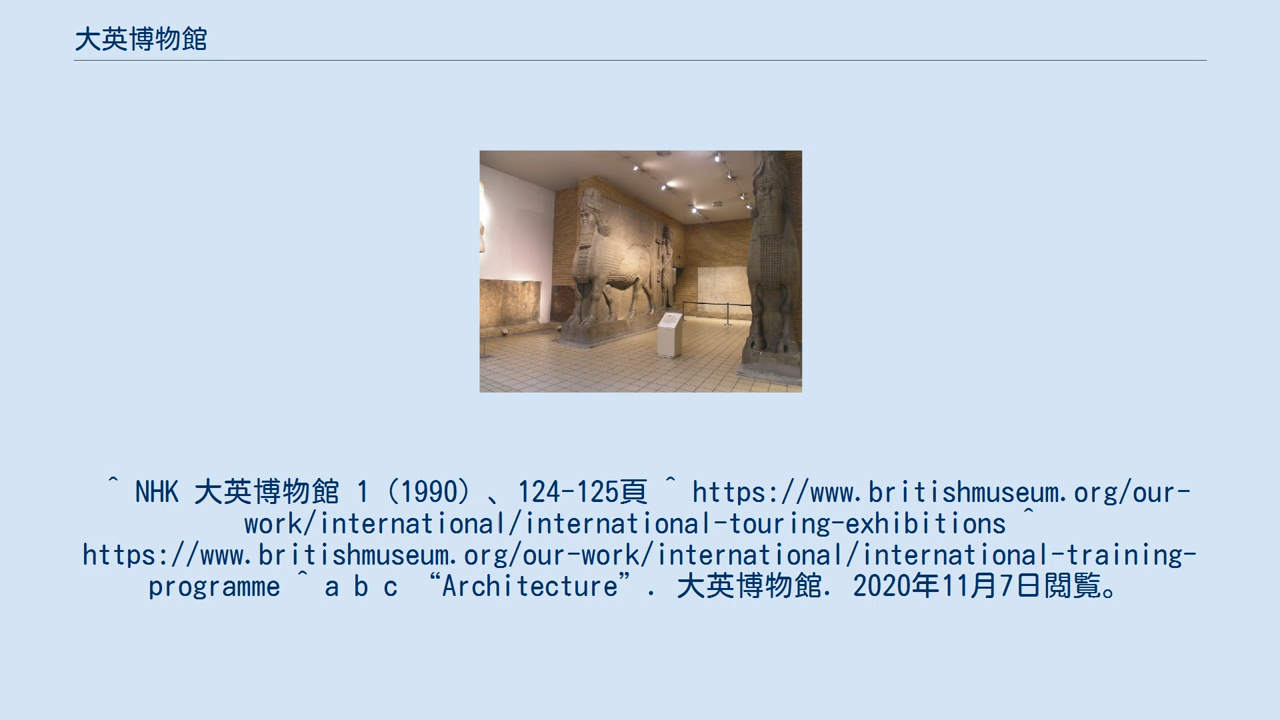 大英博物館
^ NHK 大英博物館 1（1990）、124-125頁 ^ https://www.britishmuseum.org/our-
work/international/international-touring-exhibitions ^
https://www.britishmuseum.org/our-work/international/international-training-
programme ^ a b c “Architecture”. 大英博物館. 2020年11月7日閲覧。